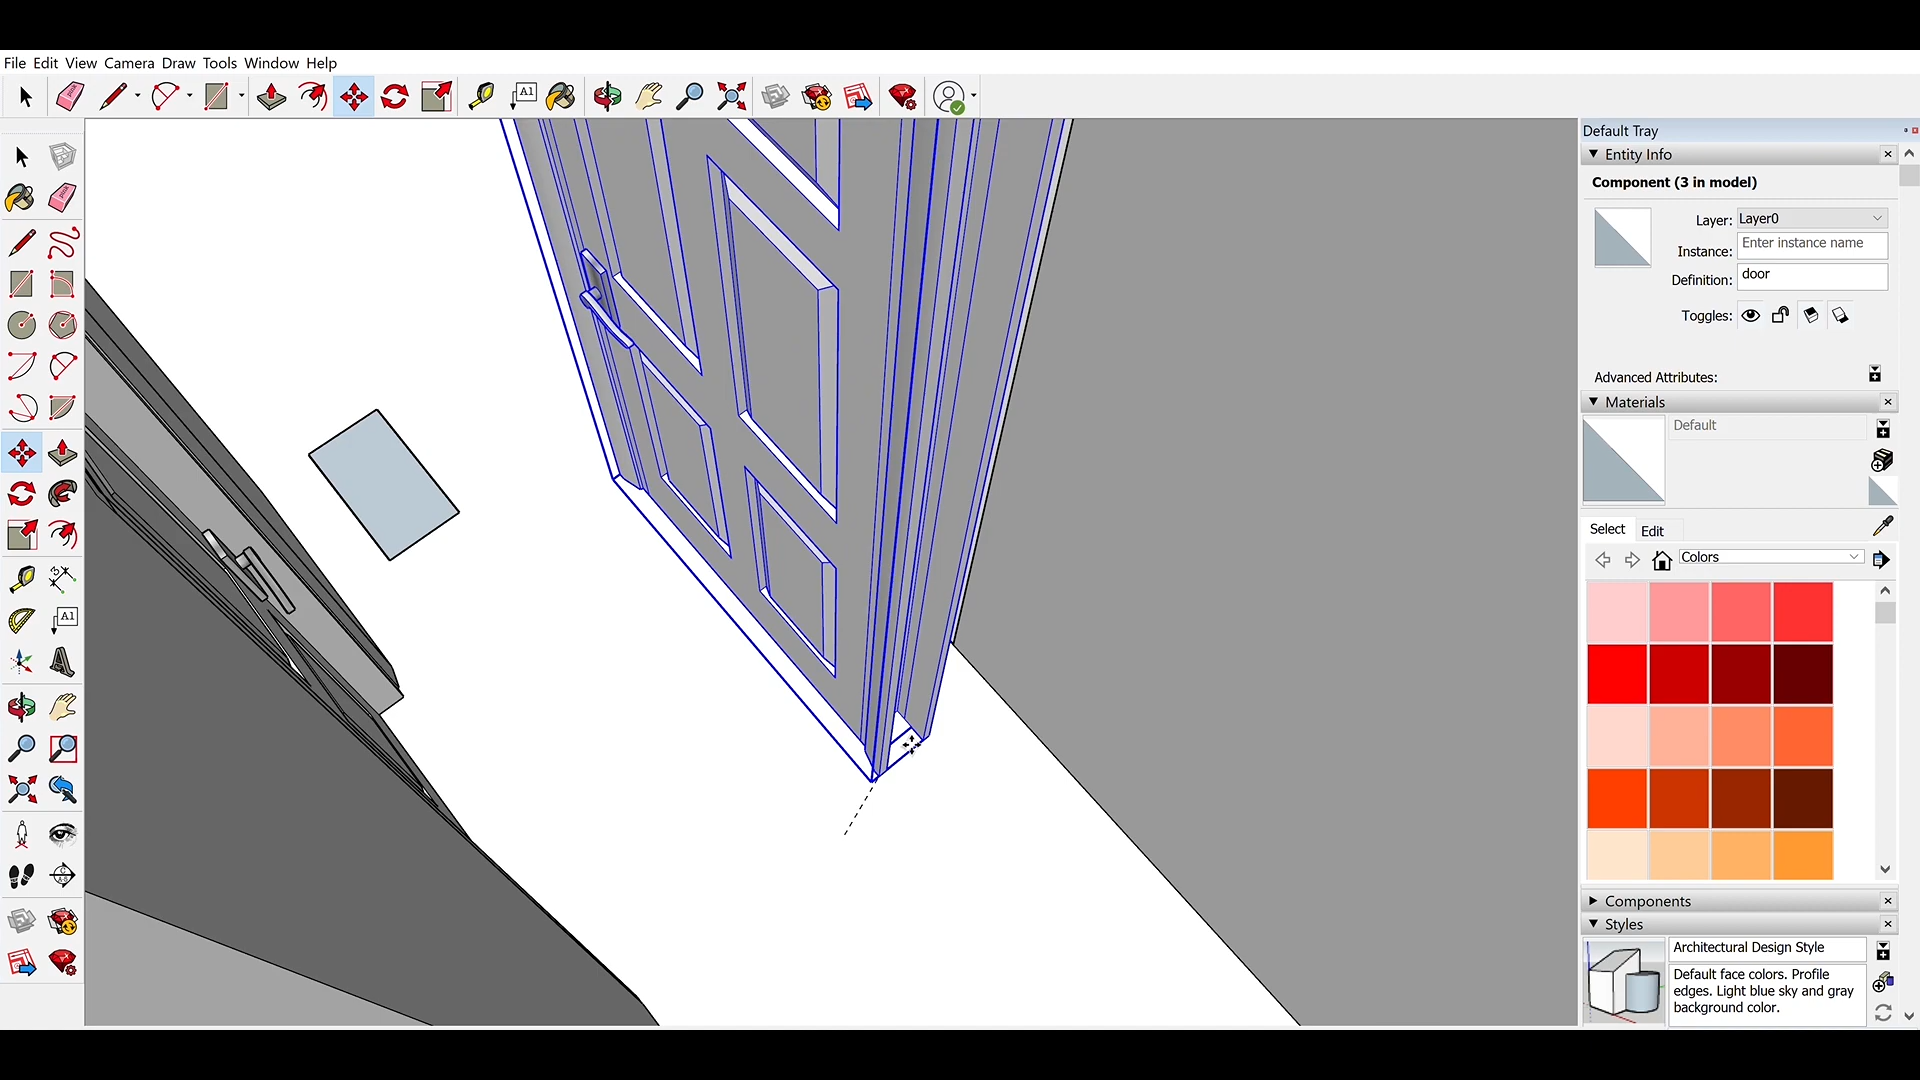 File Edit View Camera Draw Tools Window Help
A1
Default Tray
Entity Info
Component (3 in model)
Layer: Layer0
Instance: Enter instance name
Definition: door
Toggles:
Advanced Attributes:
Materials
Default
Select Edit
Colors
A1
Components
Styles
Architectural Design Style
Default face colors. Profile
edges. Light blue sky and gray
background color.